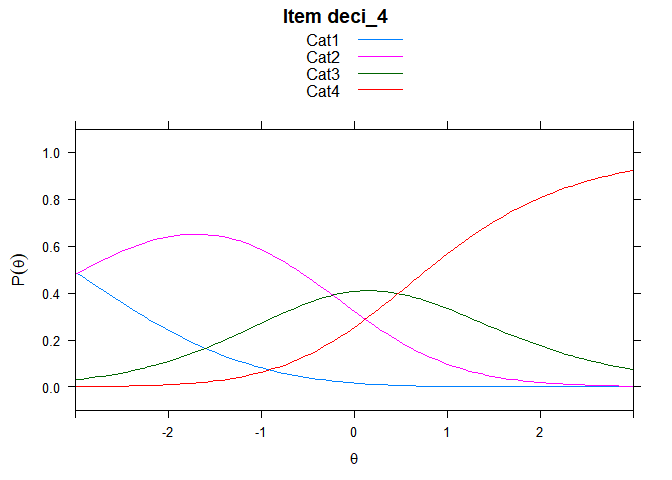 Item deci_4
Cat1
Cat2
Cat3
Cat4
P(θ)
1.0
0.8
0.6
0.4
0.2
0.0
-2 -1 0 1 2
θ